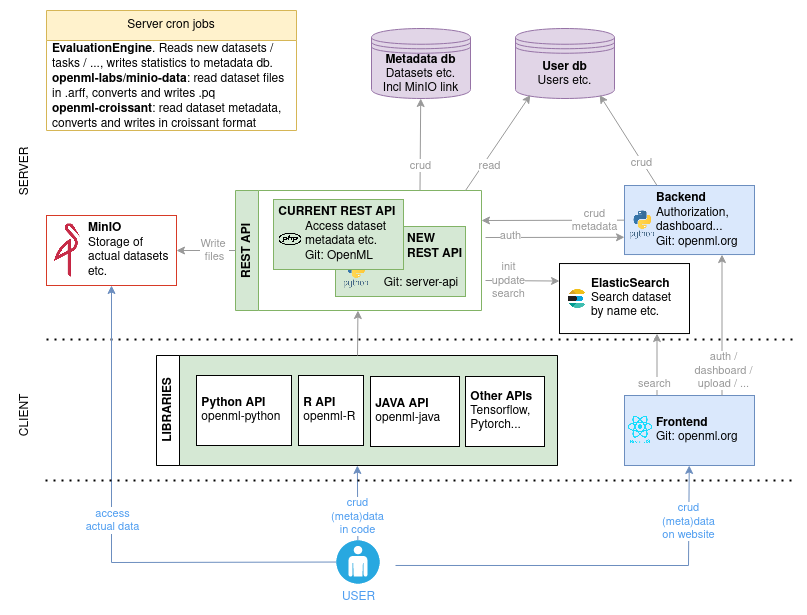 Server cron jobs
EvaluationEngine. Reads new datasets /
tasks / ..., writes statistics to metadata db.
openml-labs/minio-data: read dataset files
in .arff, converts and writes .pq
openml-croissant: read dataset metadata,
converts and writes in croissant format
Metadata db
Datasets etc.
Incl MinIO link
User db
Users etc.
SERVER
crud
read
crud
MinIO
Storage of
actual datasets
etc.
Write
files
REST API
CURRENT REST API
Access dataset
metadata etc.
Git: OpenML
php
NEW
REST API
Git: server-api
python
crud
metadata
auth
init
update
search
Backend
Authorization,
dashboard...
Git: openml.org
python
ElasticSearch
Search dataset
by name etc.
CLIENT
LIBRARIES
Python API
openml-python
R API
openml-R
JAVA API
openml-java
Other APIs
Tensorflow,
Pytorch...
search
auth /
dashboard /
upload / ...
Frontend
Git: openml.org
access
actual data
crud
(meta)data
in code
crud
(meta)data
on website
USER